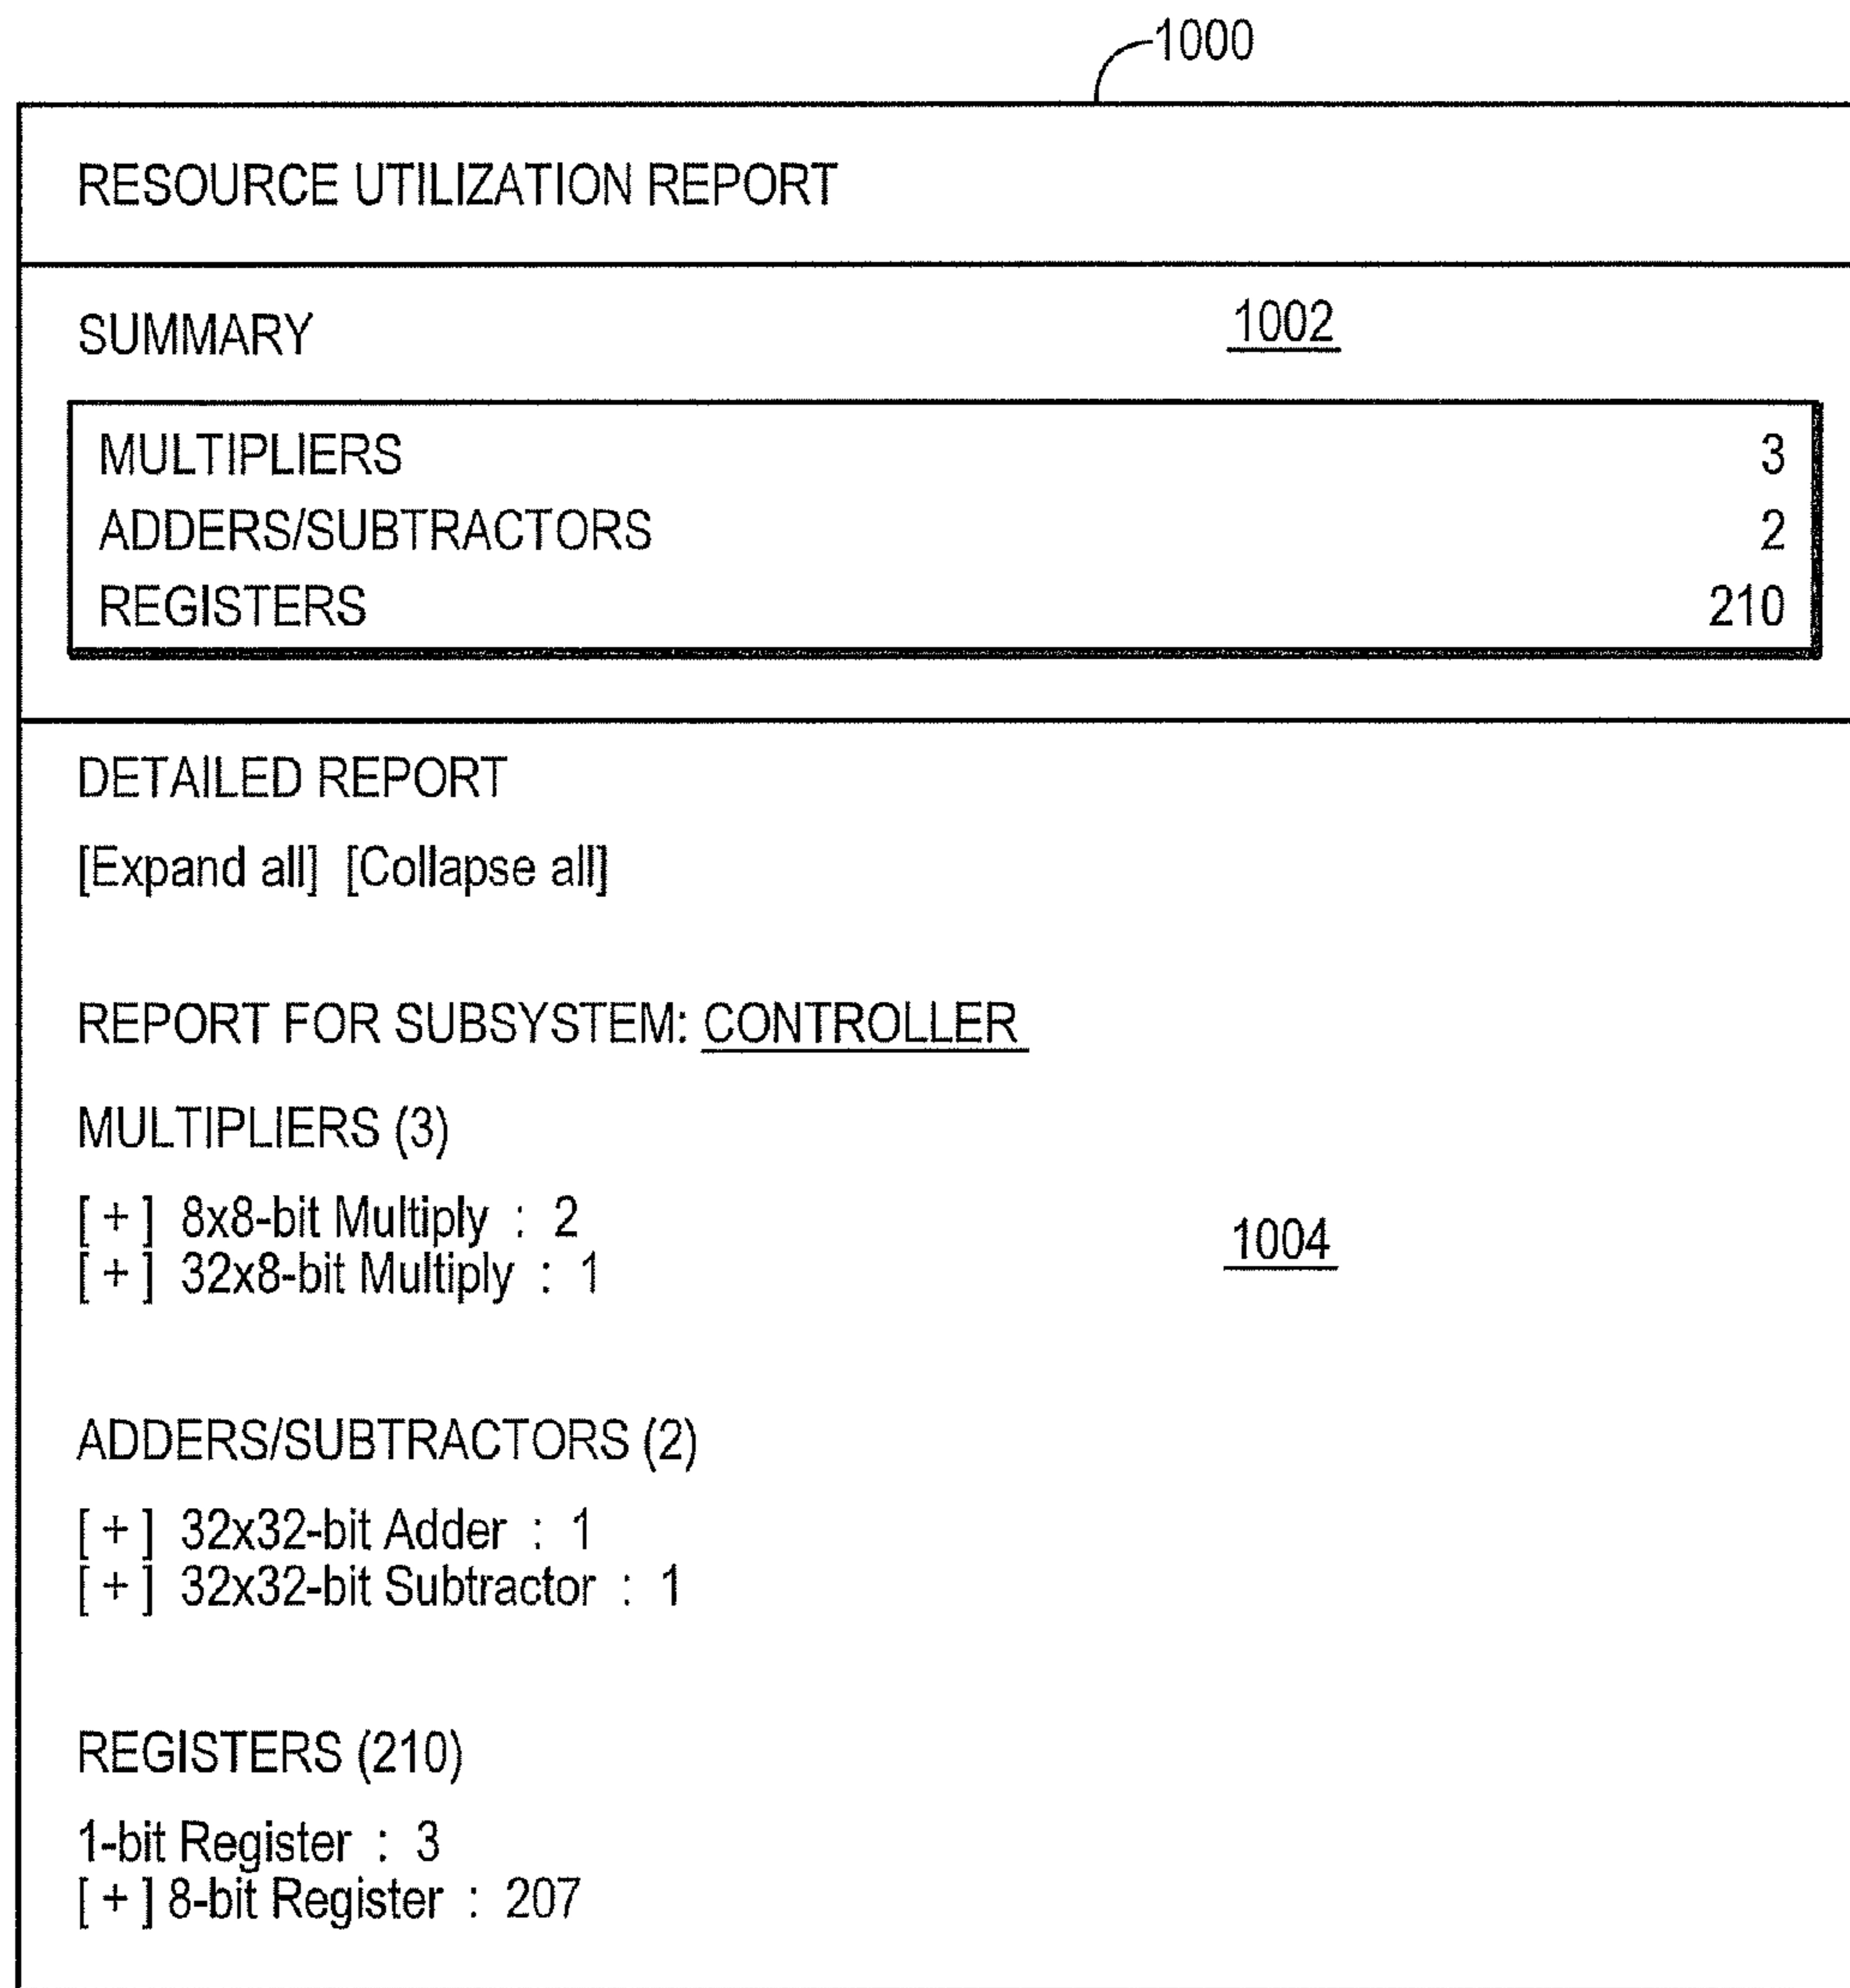 1000
RESOURCE UTILIZATION REPORT
SUMMARY 1002
MULTIPLIERS 3
ADDERS/SUBTRACTORS 2
REGISTERS 210
DETAILED REPORT
[Expand all] [Collapse all]
REPORT FOR SUBSYSTEM: CONTROLLER
MULTIPLIERS (3)
[ + ] 8x8-bit Multiply : 2
[ + ] 32x8-bit Multiply : 1
1004
ADDERS/SUBTRACTORS (2)
[ + ] 32x32-bit Adder : 1
[ + ] 32x32-bit Subtractor : 1
REGISTERS (210)
1-bit Register : 3
[ + ] 8-bit Register : 207